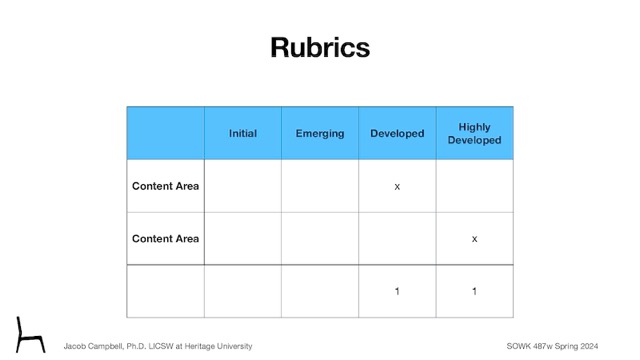 Rubrics
Initial Emerging Developed Highly Developed
Content Area x
Content Area x
1 1
Jacob Campbell, Ph.D. LICSW at Heritage University SOWK 487w Spring 2024